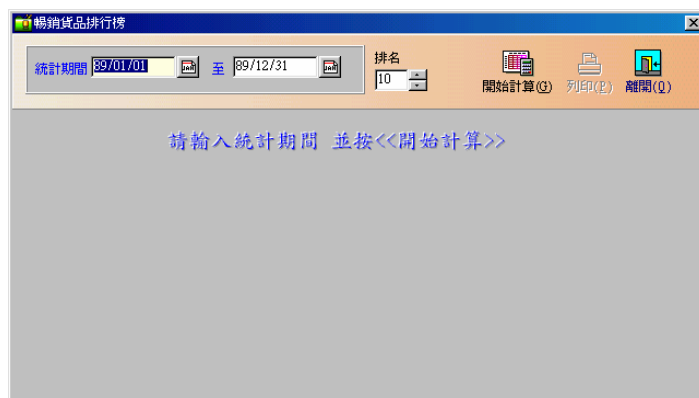 暢銷貨品排行榜
統計期間 89/01/01 至 89/12/31
排名
10
開始計算(G) 列印(P) 離開(Q)
請輸入統計期間 並按<<開始計算>>